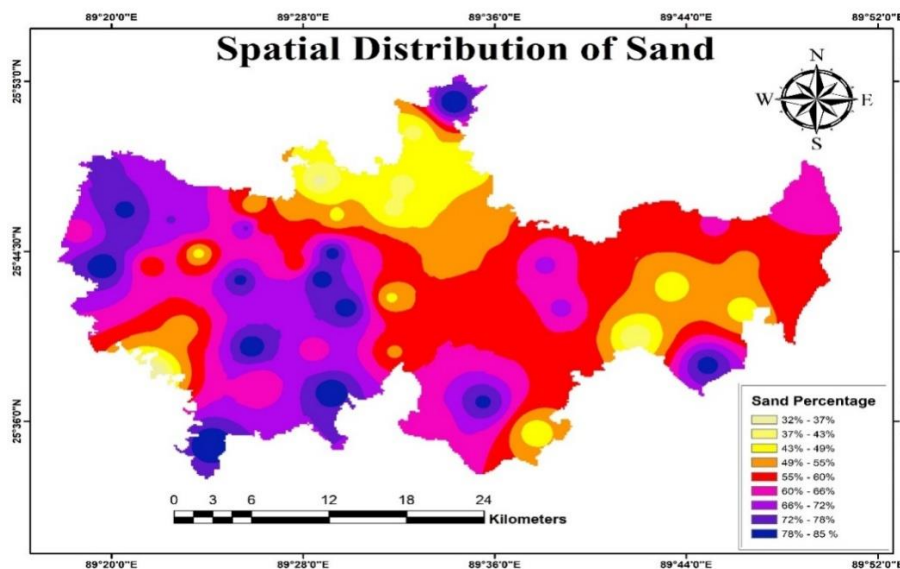 89°20'0"E 89°28'0"E 89°36'0"E 89°44'0"E 89°52'0"E
Spatial Distribution of Sand
25°53'0"N
25°44'30"N
25°36'0"N
N
W E
S
Sand Percentage
32% - 37%
37% - 43%
43% - 49%
49% - 55%
55% - 60%
60% - 66%
66% - 72%
72% - 78%
78% - 85 %
0 3 6 12 18 24
Kilometers
89°20'0"E 89°28'0"E 89°36'0"E 89°44'0"E 89°52'0"E